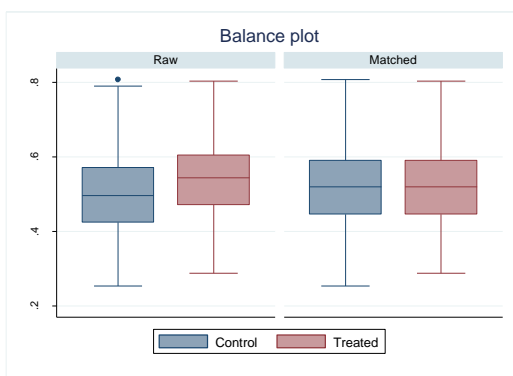 Balance plot
Raw
Matched
.8
.6
.4
.2
Control
Treated